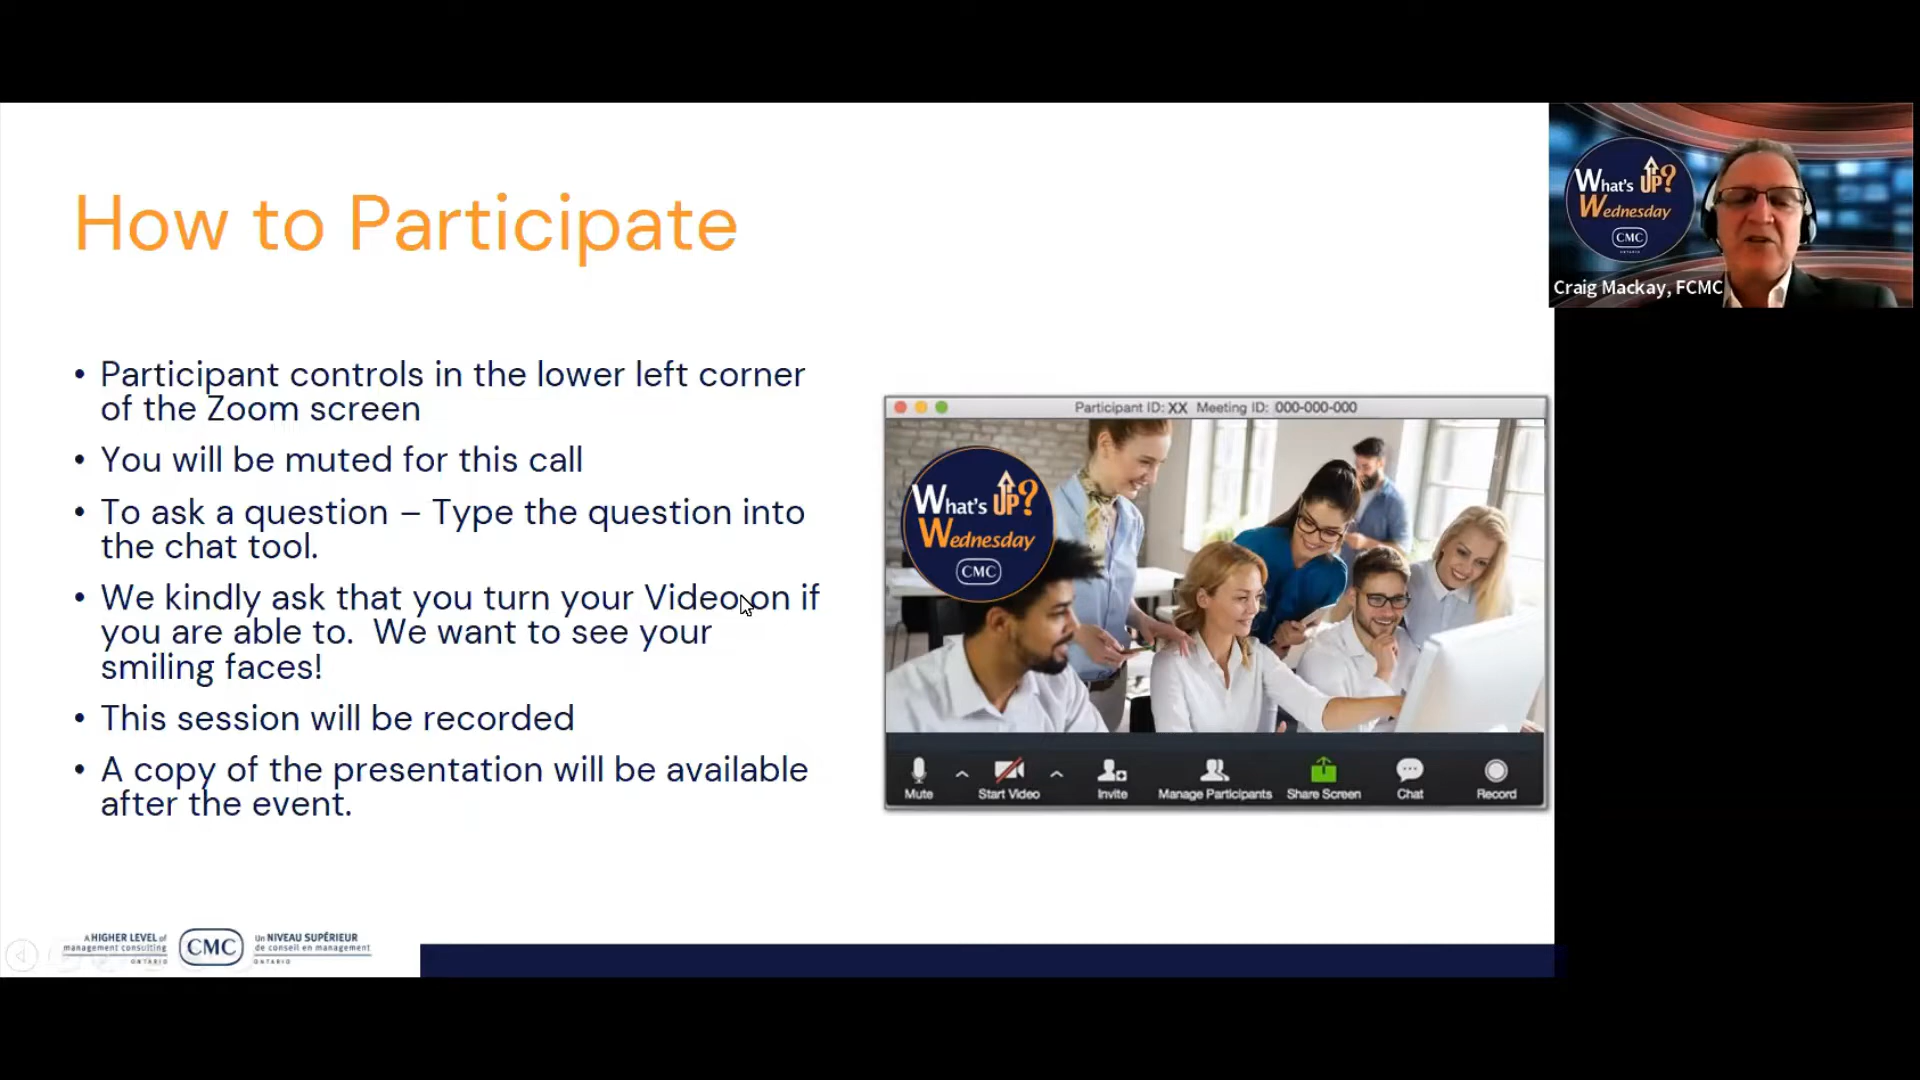 How to Participate
• Participant controls in the lower left corner
of the Zoom screen
• You will be muted for this call
• To ask a question – Type the question into
the chat tool.
• We kindly ask that you turn your Video on if
you are able to.  We want to see your
smiling faces!
• This session will be recorded
• A copy of the presentation will be available
after the event.
Participant ID: XX Meeting ID: 000-000-000
What's UP?
Wednesday
CMC
Mute
Start Video
Invite
Manage Participants
Share Screen
Chat
Record
What's UP?
Wednesday
CMC
ONTARIO
Craig Mackay, FCMC
A HIGHER LEVEL of
management consulting
ONTARIO
CMC
Un NIVEAU SUPÉRIEUR
de conseil en management
ONTARIO